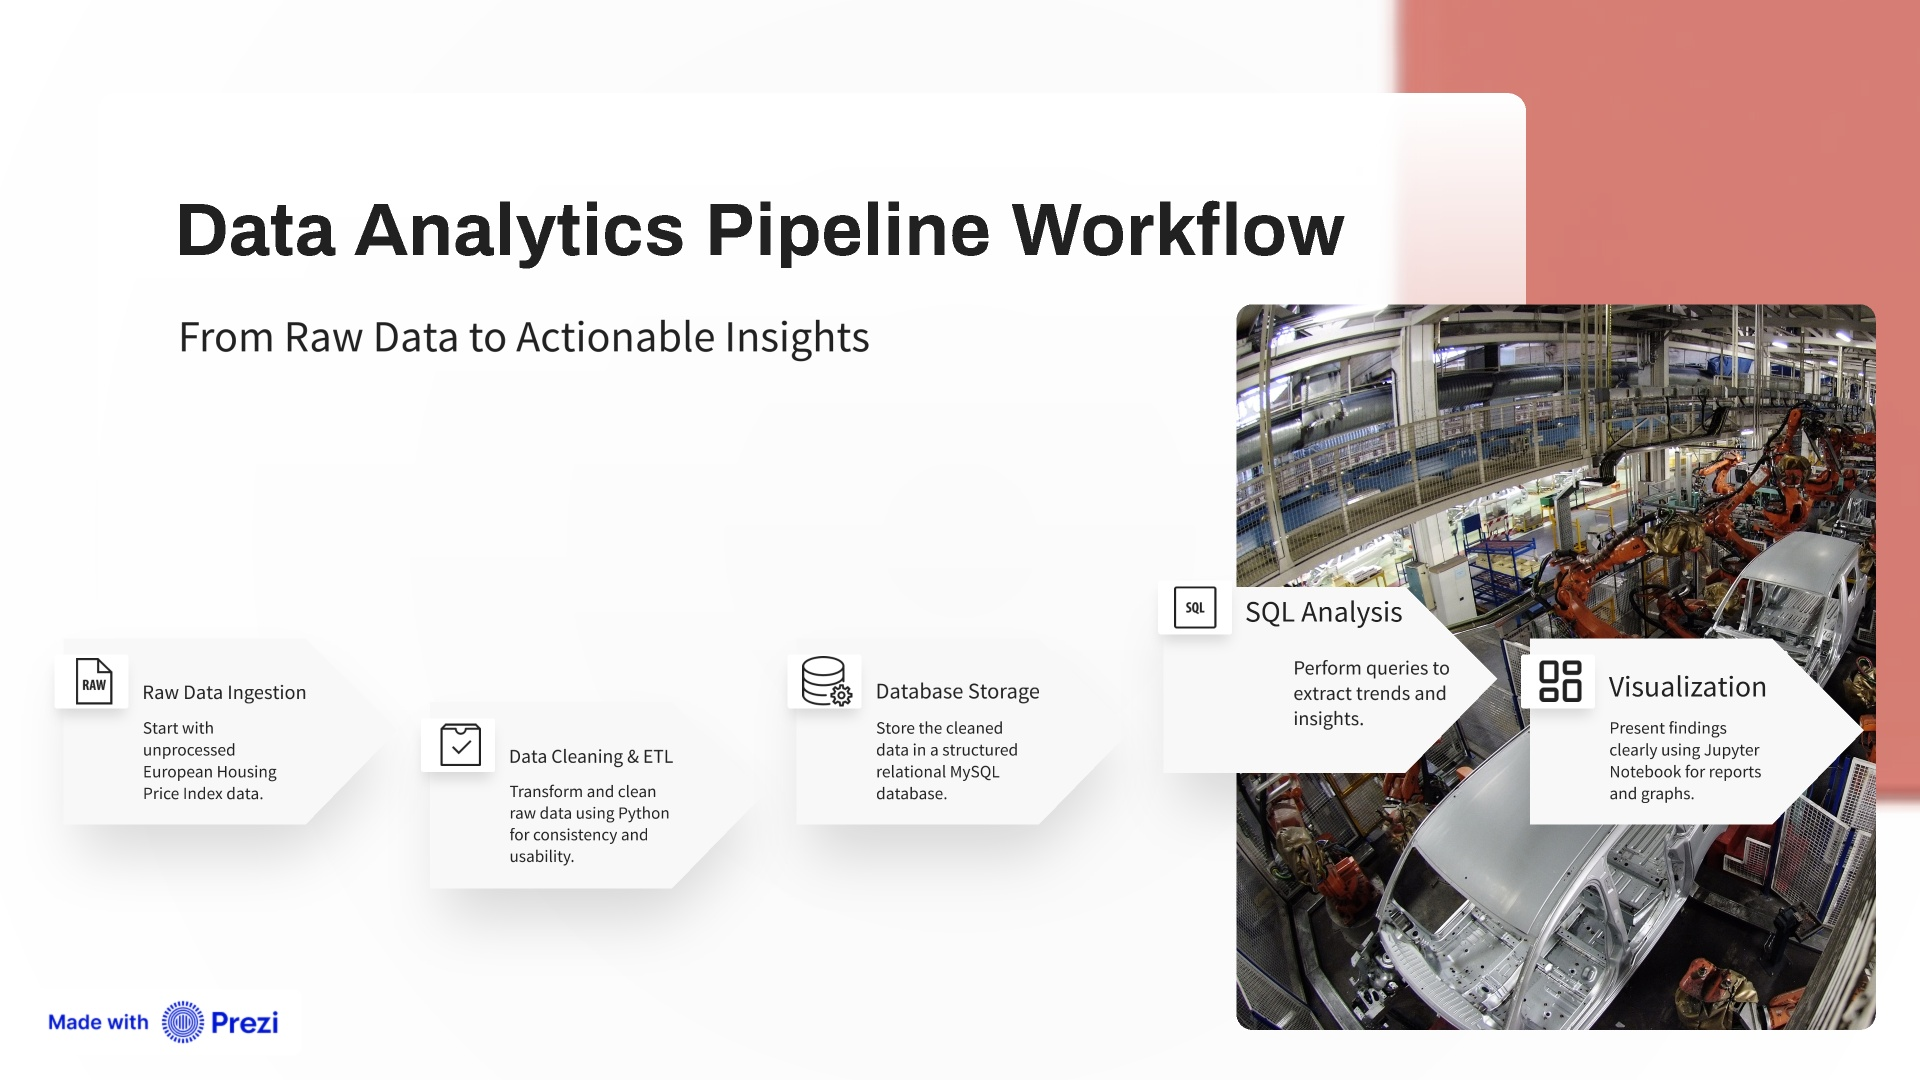 Data Analytics Pipeline Workflow
From Raw Data to Actionable Insights
RAW
Raw Data Ingestion
Start with
unprocessed
European Housing
Price Index data.
Data Cleaning & ETL
Transform and clean
raw data using Python
for consistency and
usability.
Database Storage
Store the cleaned
data in a structured
relational MySQL
database.
SQL
SQL Analysis
Perform queries to
extract trends and
insights.
Visualization
Present findings
clearly using Jupyter
Notebook for reports
and graphs.
Made with Prezi